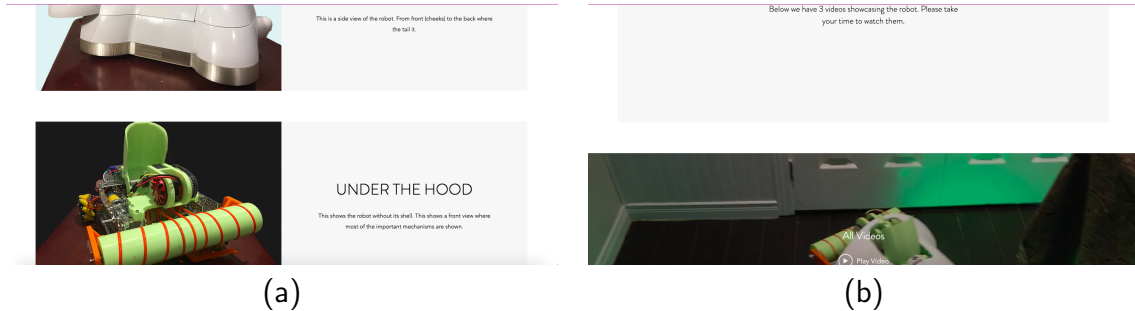 This is a side view of the robot. From front (cheeks) to the back where
the tail it.
UNDER THE HOOD
This shows the robot without its shell. This shows a front view where
most of the important mechanisms are shown.
(a)
Below we have 3 videos showcasing the robot. Please take
your time to watch them.
All Videos
Play Video
(b)